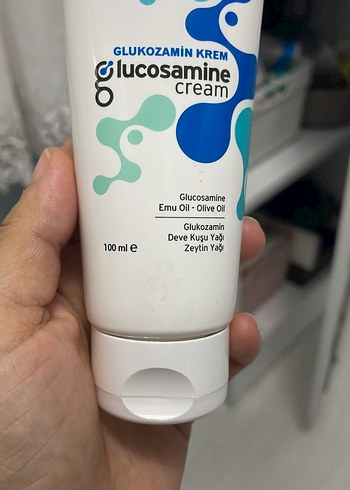 GLUKOZAMİN KREM
glucosamine
cream
Glucosamine
Emu Oil - Olive Oil
Glukozamin
Deve Kuşu Yağı
Zeytin Yağı
100 ml ℮